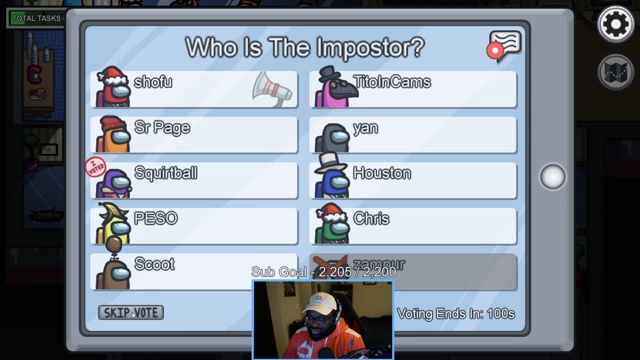 TOTAL TASKS
Who Is The Impostor?
shofu
TitoInCams
Sr Page
yan
I VOTED
Squirtball
Houston
PESO
Chris
Scoot
zampur
Sub Goal - 2,205 / 2,200
SKIP VOTE
Voting Ends In: 100s